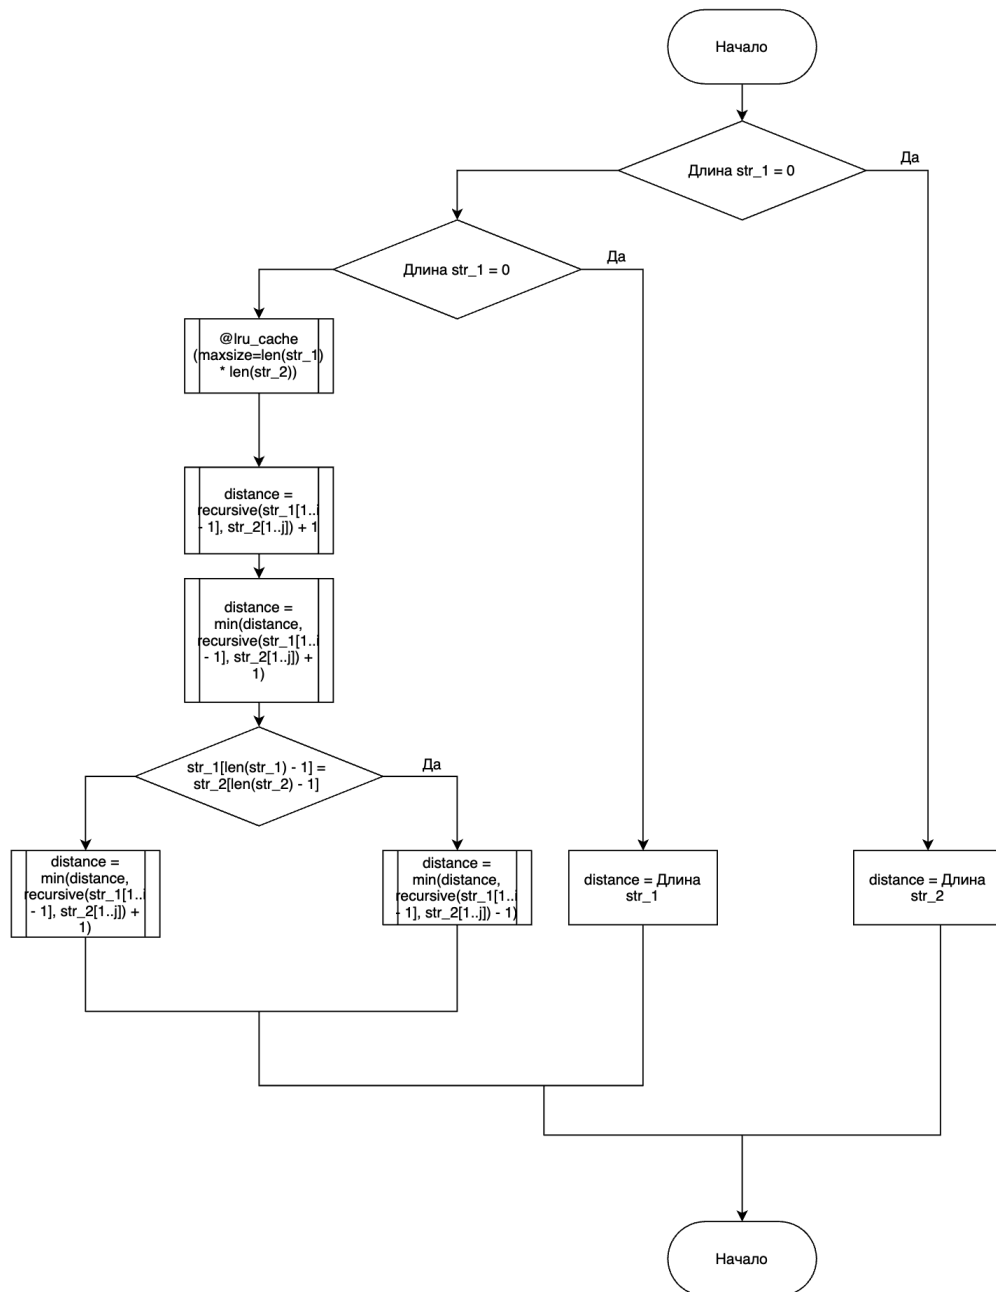 Начало
Да
Длина str_1 = 0
Да
Длина str_1 = 0
@lru_cache
(maxsize=len(str_1)
* len(str_2))
distance =
recursive(str_1[1..i
- 1], str_2[1..j]) + 1
distance =
min(distance,
recursive(str_1[1..i
- 1], str_2[1..j]) +
1)
Да
str_1[len(str_1) - 1] =
str_2[len(str_2) - 1]
distance =
min(distance,
recursive(str_1[1..i
- 1], str_2[1..j]) +
1)
distance =
min(distance,
recursive(str_1[1..i
- 1], str_2[1..j]) - 1)
distance = Длина
str_1
distance = Длина
str_2
Начало